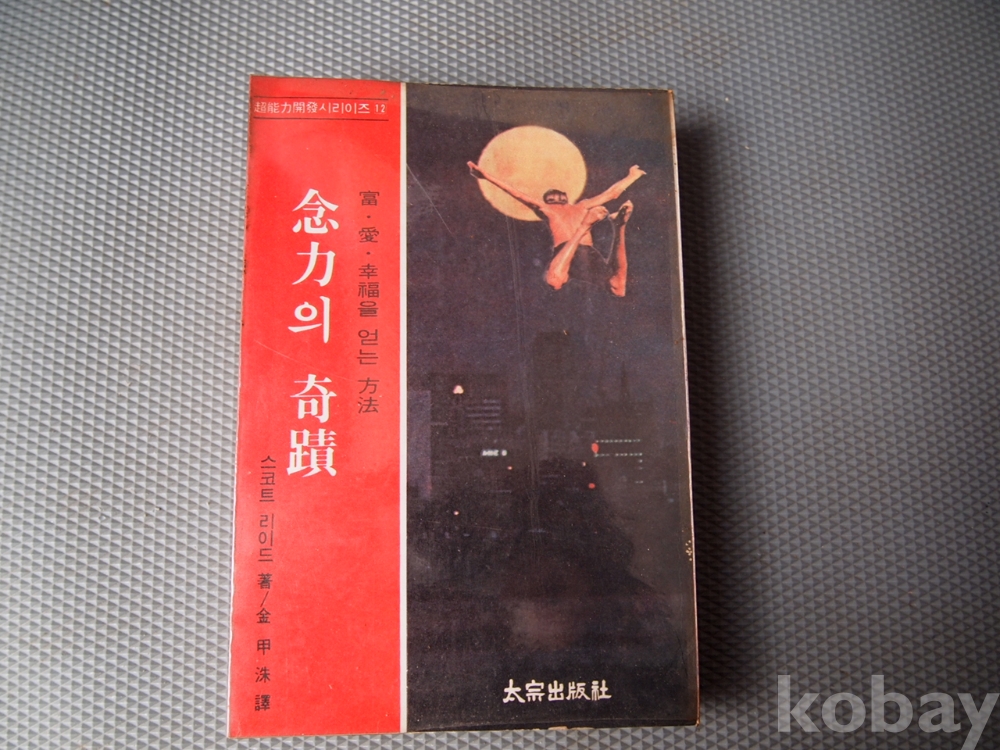 超能力開發시리이즈 12
富·愛·幸福을 얻는 方法
念力의 奇蹟
스코트 리이드 著/金 甲 洙 譯
太宗出版社
kobay